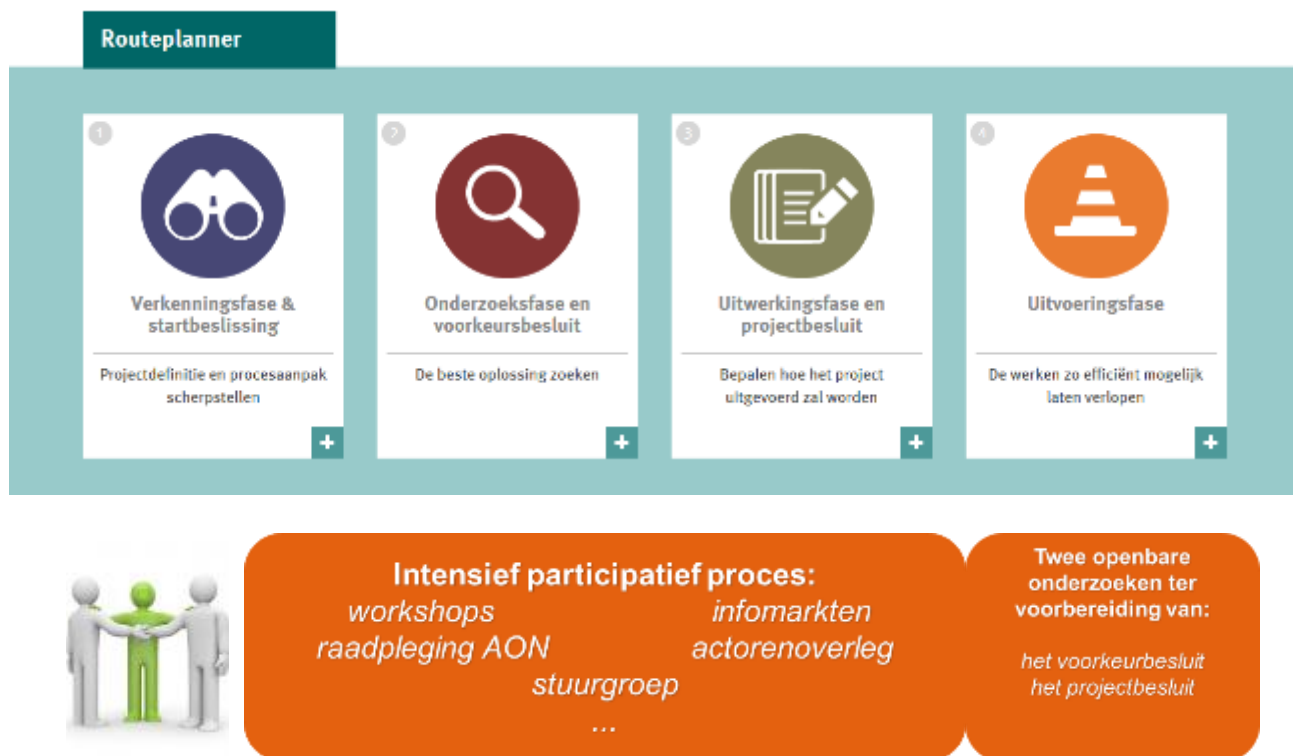 Routeplanner
1
Verkenningsfase &
startbeslissing
Projectdefinitie en procesaanpak
scherpstellen
2
Onderzoeksfase en
voorkeursbesluit
De beste oplossing zoeken
3
Uitwerkingsfase en
projectbesluit
Bepalen hoe het project
uitgevoerd zal worden
4
Uitvoeringsfase
De werken zo efficiënt mogelijk
laten verlopen
Intensief participatief proces:
workshops infomarkten
raadpleging AON actorenoverleg
stuurgroep
...
Twee openbare
onderzoeken ter
voorbereiding van:
het voorkeurbesluit
het projectbesluit